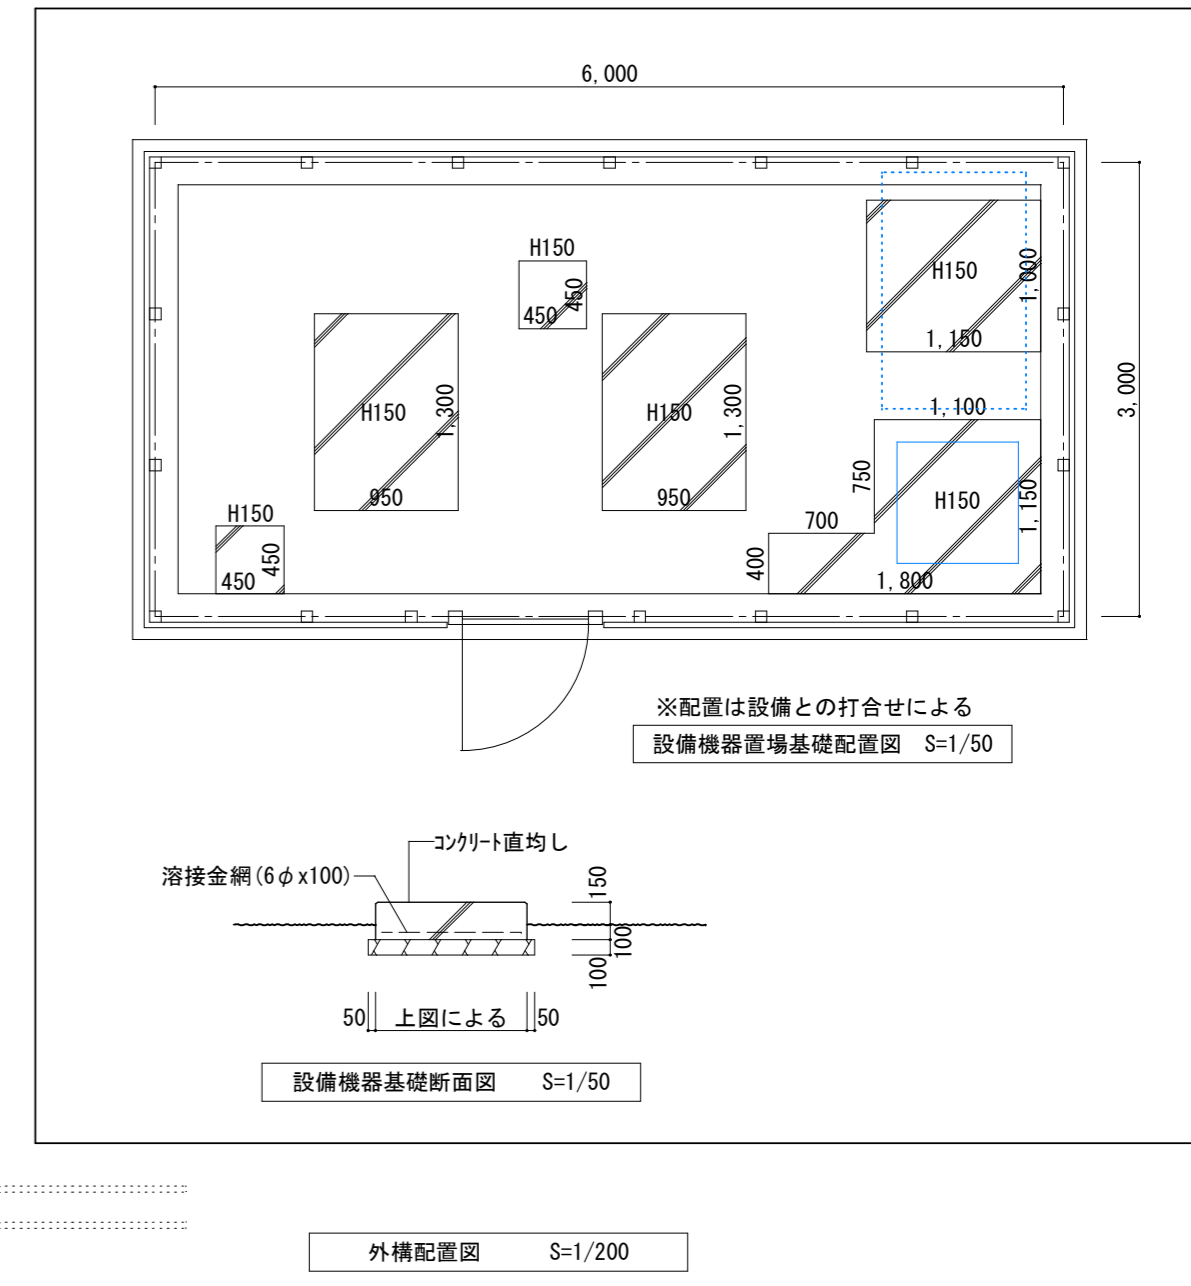 6,000
H150
450
450
H150
1,000
1,150
3,000
H150
1,300
950
H150
1,300
950
1,100
750
H150
1,150
700
400
1,800
H150
450
450
※配置は設備との打合せによる
設備機器置場基礎配置図 S=1/50
コンクリート直均し
溶接金網(6φx100)
150
100
100
50
上図による
50
設備機器基礎断面図 S=1/50
外構配置図 S=1/200